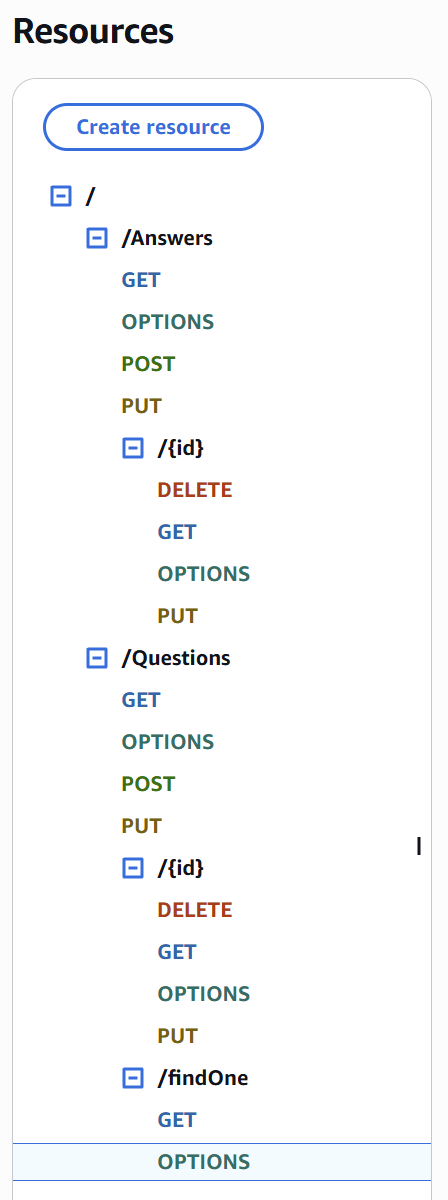 Resources
Create resource
/
/Answers
GET
OPTIONS
POST
PUT
/{id}
DELETE
GET
OPTIONS
PUT
/Questions
GET
OPTIONS
POST
PUT
/{id}
DELETE
GET
OPTIONS
PUT
/findOne
GET
OPTIONS